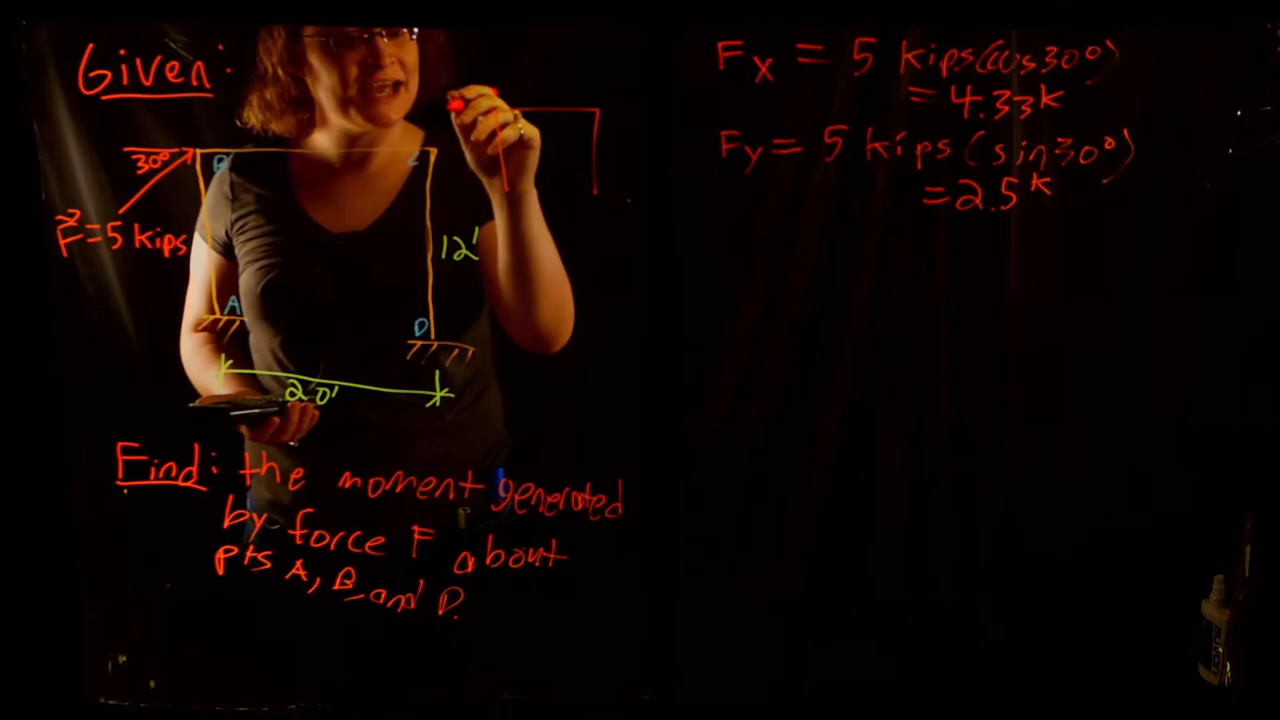 Given:
30°
B
C
F=5 kips
12'
A
D
20'
Find: the moment generated
by force F about
pts A, B, and D.
Fx = 5 kips(cos30°)
= 4.33k
Fy = 5 kips (sin30°)
= 2.5k